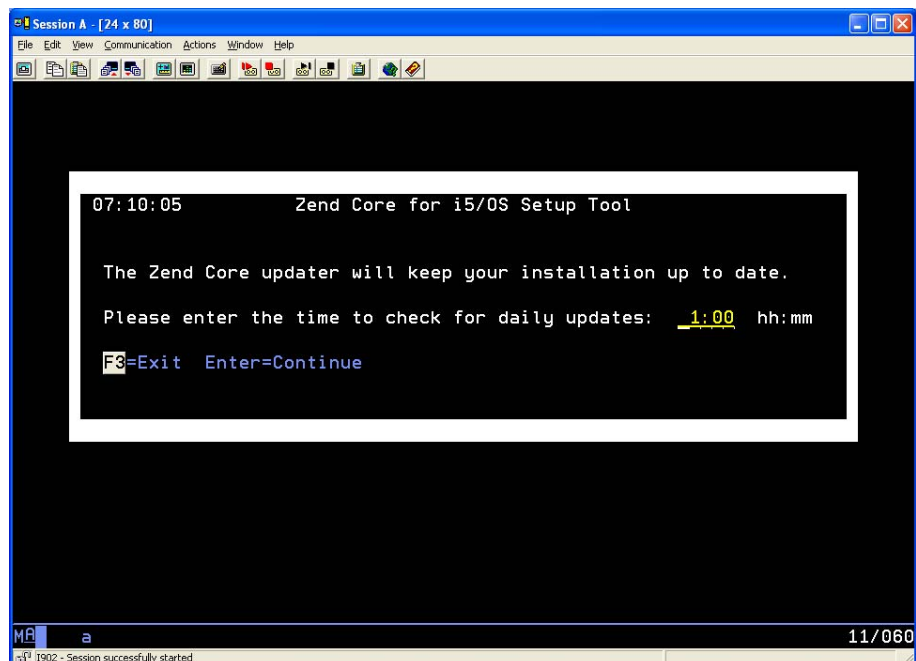 Session A - [24 x 80]
File Edit View Communication Actions Window Help
07:10:05 Zend Core for i5/OS Setup Tool
The Zend Core updater will keep your installation up to date.
Please enter the time to check for daily updates: _1:00 hh:mm
F3=Exit Enter=Continue
MA a 11/060
I902 - Session successfully started